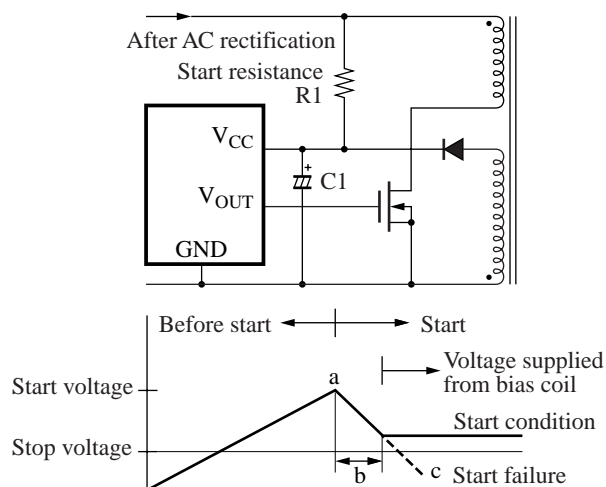 After AC rectification
Start resistance
R1
VCC
C1
VOUT
GND
Before start
Start
Voltage supplied
from bias coil
a
Start voltage
Start condition
Stop voltage
b
c
Start failure